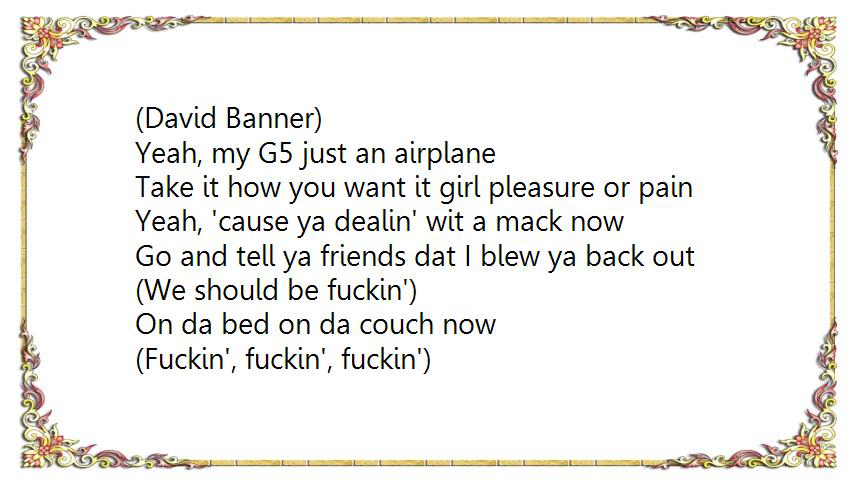 (David Banner)
Yeah, my G5 just an airplane
Take it how you want it girl pleasure or pain
Yeah, 'cause ya dealin' wit a mack now
Go and tell ya friends dat I blew ya back out
(We should be fuckin')
On da bed on da couch now
(Fuckin', fuckin', fuckin')